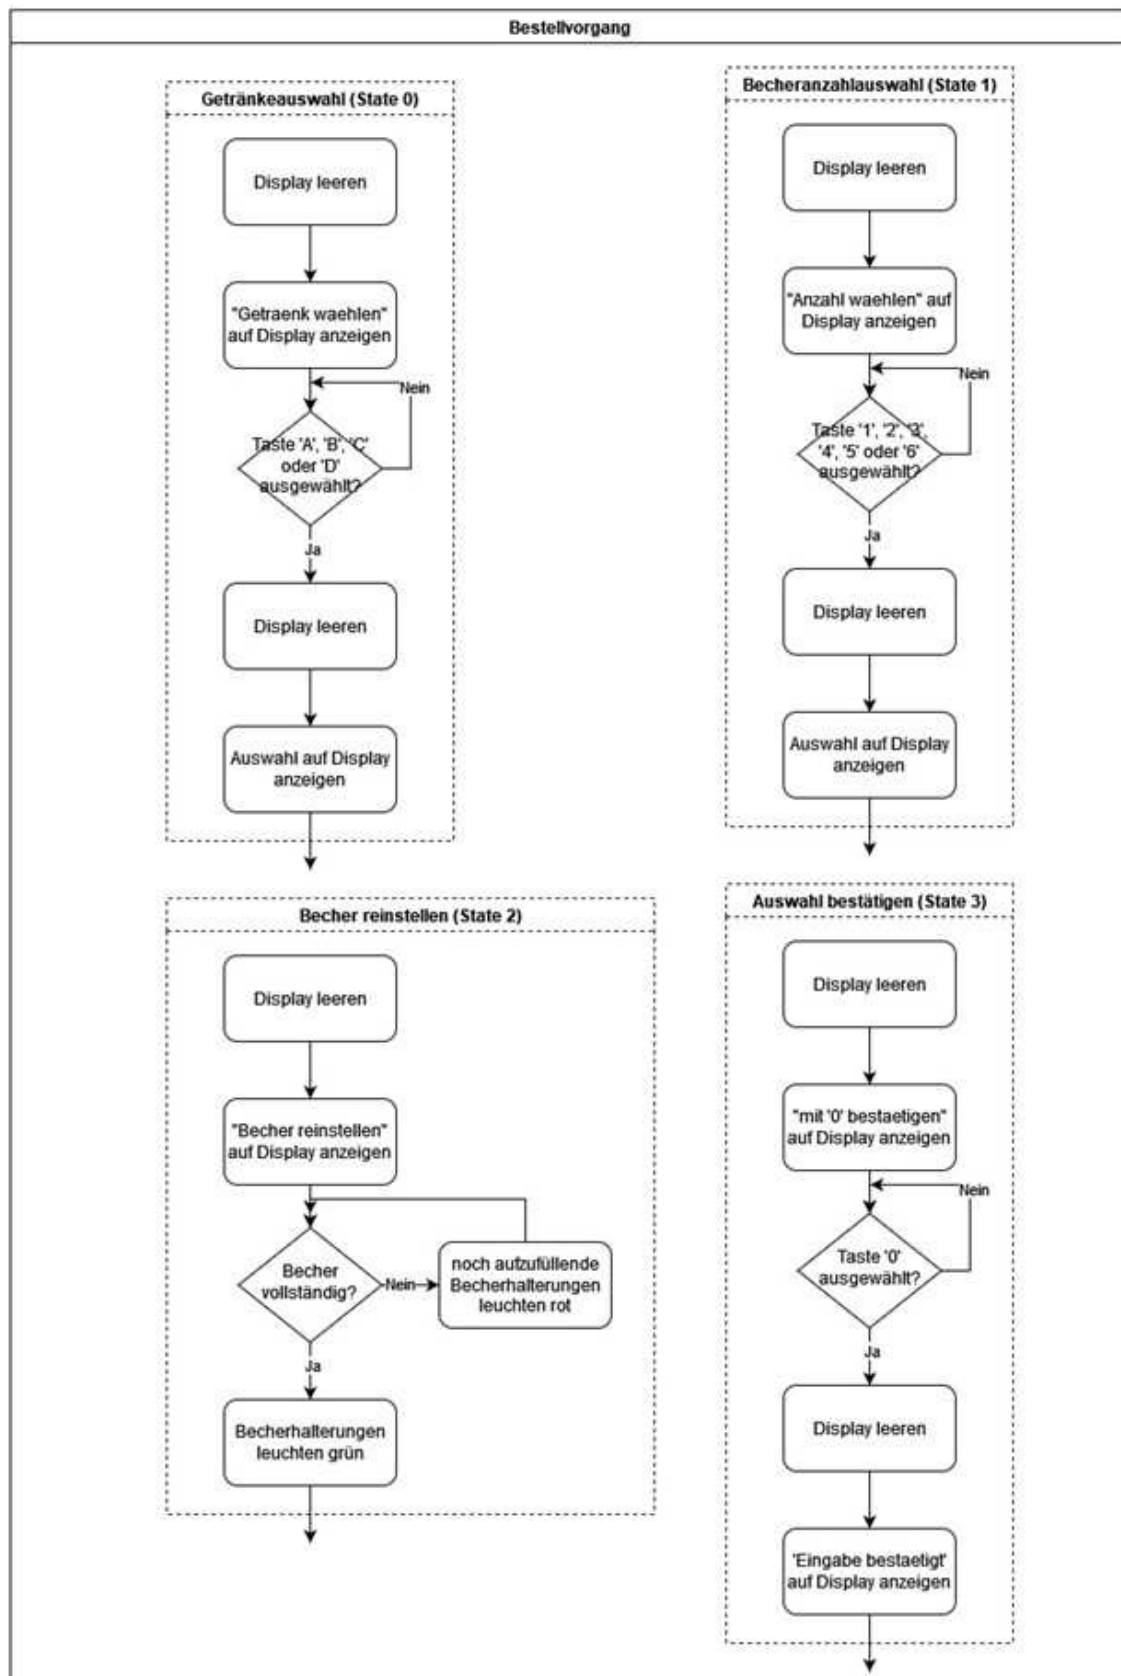 Bestellvorgang
Getränkeauswahl (State 0)
Display leeren
"Getraenk waehlen"
auf Display anzeigen
Nein
Taste 'A', 'B', 'C'
oder 'D'
ausgewählt?
Ja
Display leeren
Auswahl auf Display
anzeigen
Becheranzahlauswahl (State 1)
Display leeren
"Anzahl waehlen" auf
Display anzeigen
Nein
Taste '1', '2', '3',
'4', '5' oder '6'
ausgewählt?
Ja
Display leeren
Auswahl auf Display
anzeigen
Becher reinstellen (State 2)
Display leeren
"Becher reinstellen"
auf Display anzeigen
Becher
vollständig?
Nein
noch aufzufüllende
Becherhalterungen
leuchten rot
Ja
Becherhalterungen
leuchten grün
Auswahl bestätigen (State 3)
Display leeren
"mit '0' bestaetigen"
auf Display anzeigen
Nein
Taste '0'
ausgewählt?
Ja
Display leeren
'Eingabe bestaetigt'
auf Display anzeigen